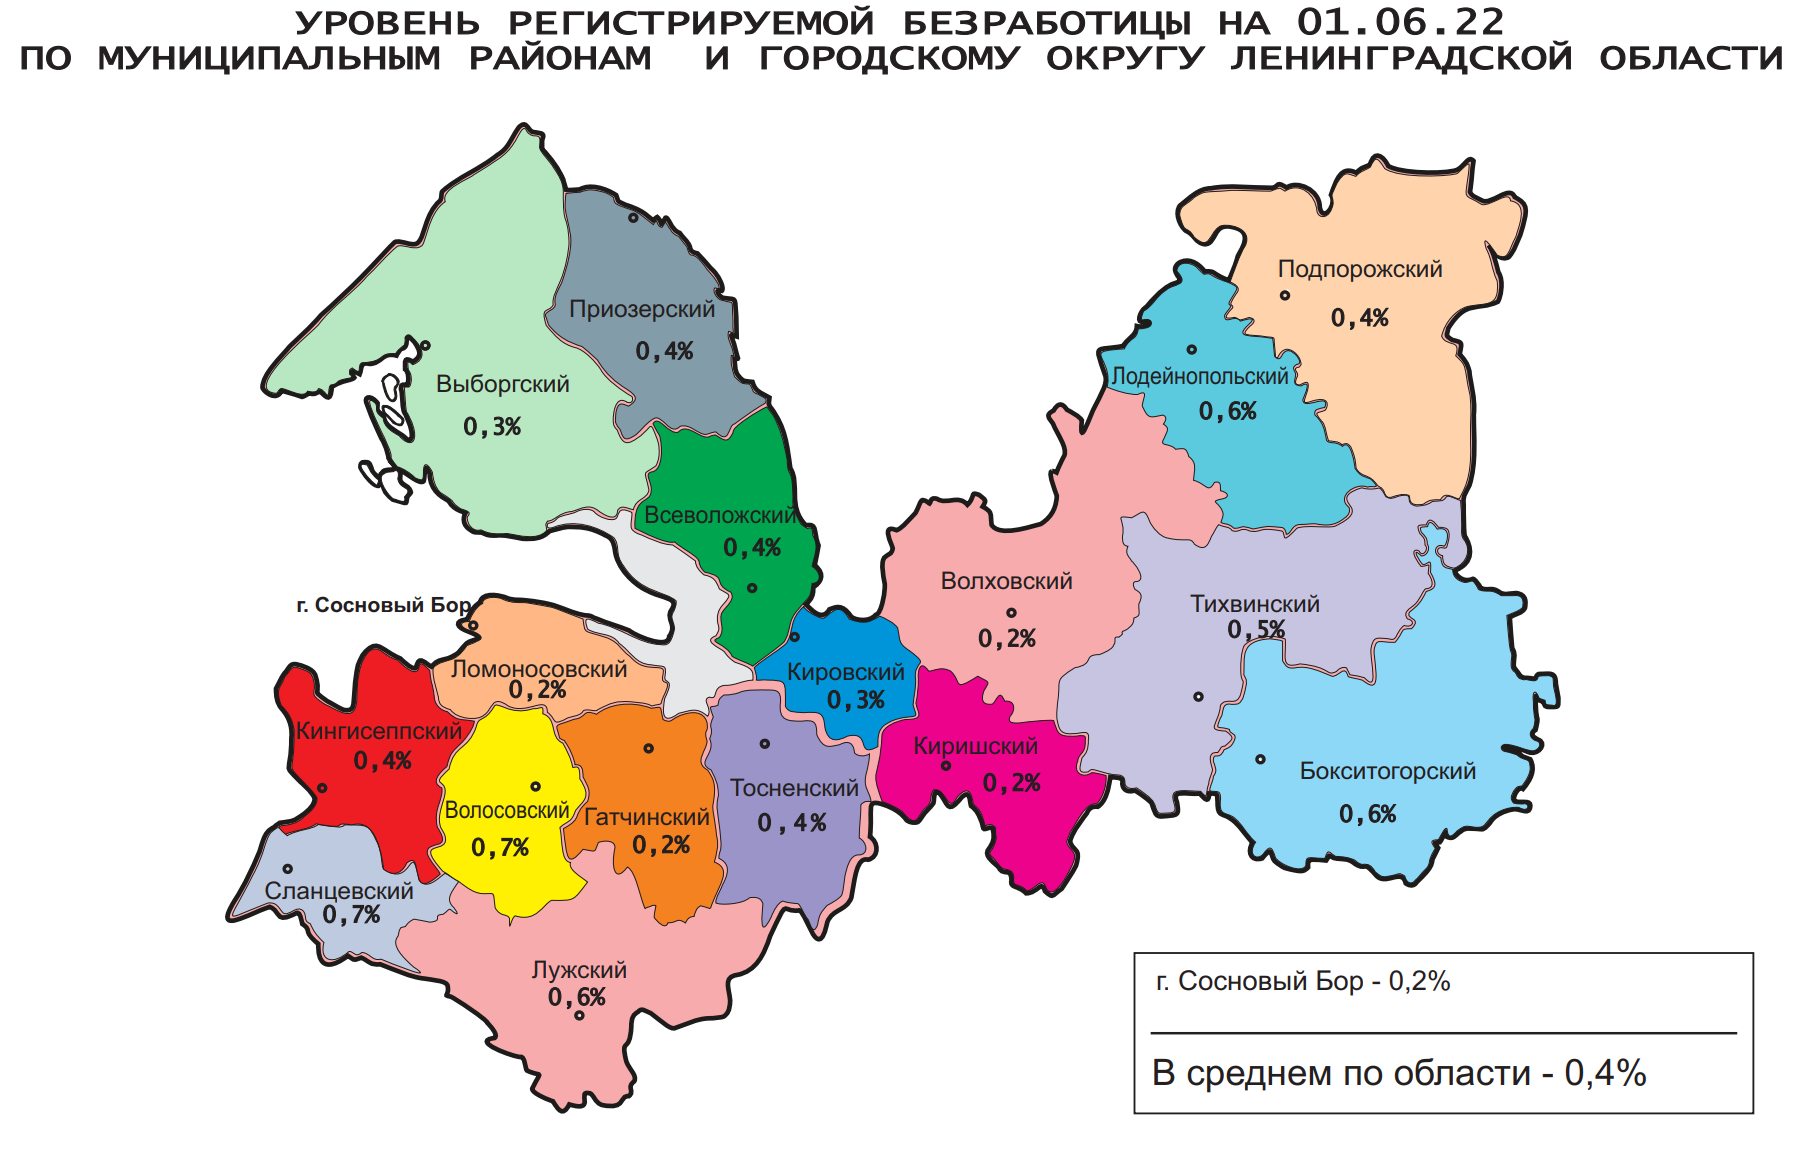 УРОВЕНЬ РЕГИСТРИРУЕМОЙ БЕЗРАБОТИЦЫ НА 01.06.22
ПО МУНИЦИПАЛЬНЫМ РАЙОНАМ И ГОРОДСКОМУ ОКРУГУ ЛЕНИНГРАДСКОЙ ОБЛАСТИ
Подпорожский
0,4%
Приозерский
0,4%
Выборгский
0,3%
Лодейнопольский
0,6%
Всеволожский
0,4%
Волховский
0,2%
Тихвинский
0,5%
г. Сосновый Бор
Ломоносовский
0,2%
Кировский
0,3%
Кингисеппский
0,4%
Киришский
0,2%
Бокситогорский
0,6%
Волосовский
0,7%
Гатчинский
0,2%
Тосненский
0,4%
Сланцевский
0,7%
Лужский
0,6%
г. Сосновый Бор - 0,2%
В среднем по области - 0,4%